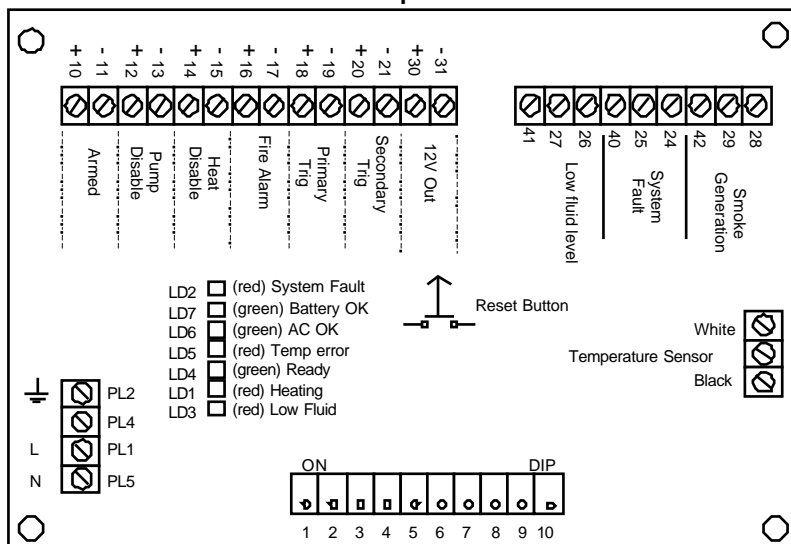 +10 -11 +12 -13 +14 -15 +16 -17 +18 -19 +20 -21 +30 -31
41 27 26 40 25 24 42 29 28
Armed
Pump
Disable
Heat
Disable
Fire Alarm
Primary
Trig
Secondary
Trig
12V Out
Low fluid level
System
Fault
Smoke
Generation
LD2 (red) System Fault
LD7 (green) Battery OK
LD6 (green) AC OK
LD5 (red) Temp error
LD4 (green) Ready
LD1 (red) Heating
LD3 (red) Low Fluid
Reset Button
White
Temperature Sensor
Black
PL2
PL4
L PL1
N PL5
ON DIP
1 2 3 4 5 6 7 8 9 10